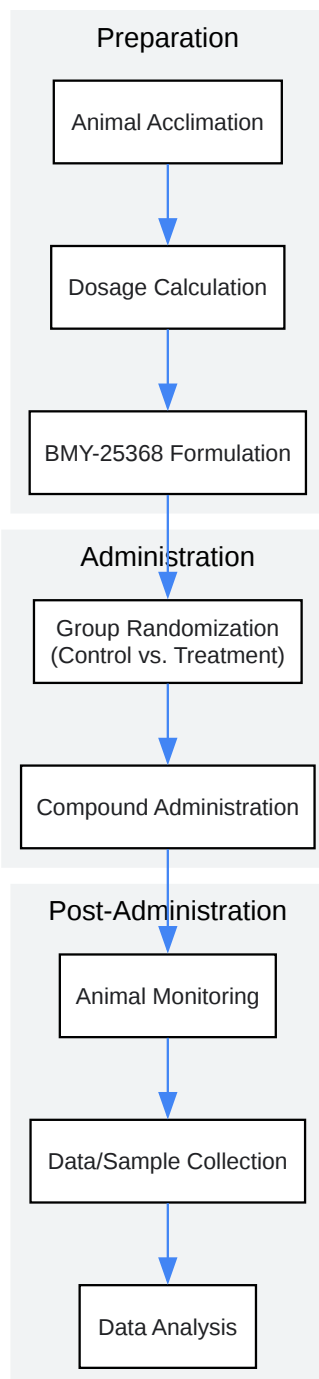 Preparation
Animal Acclimation
Dosage Calculation
BMY-25368 Formulation
Administration
Group Randomization
(Control vs. Treatment)
Compound Administration
Post-Administration
Animal Monitoring
Data/Sample Collection
Data Analysis